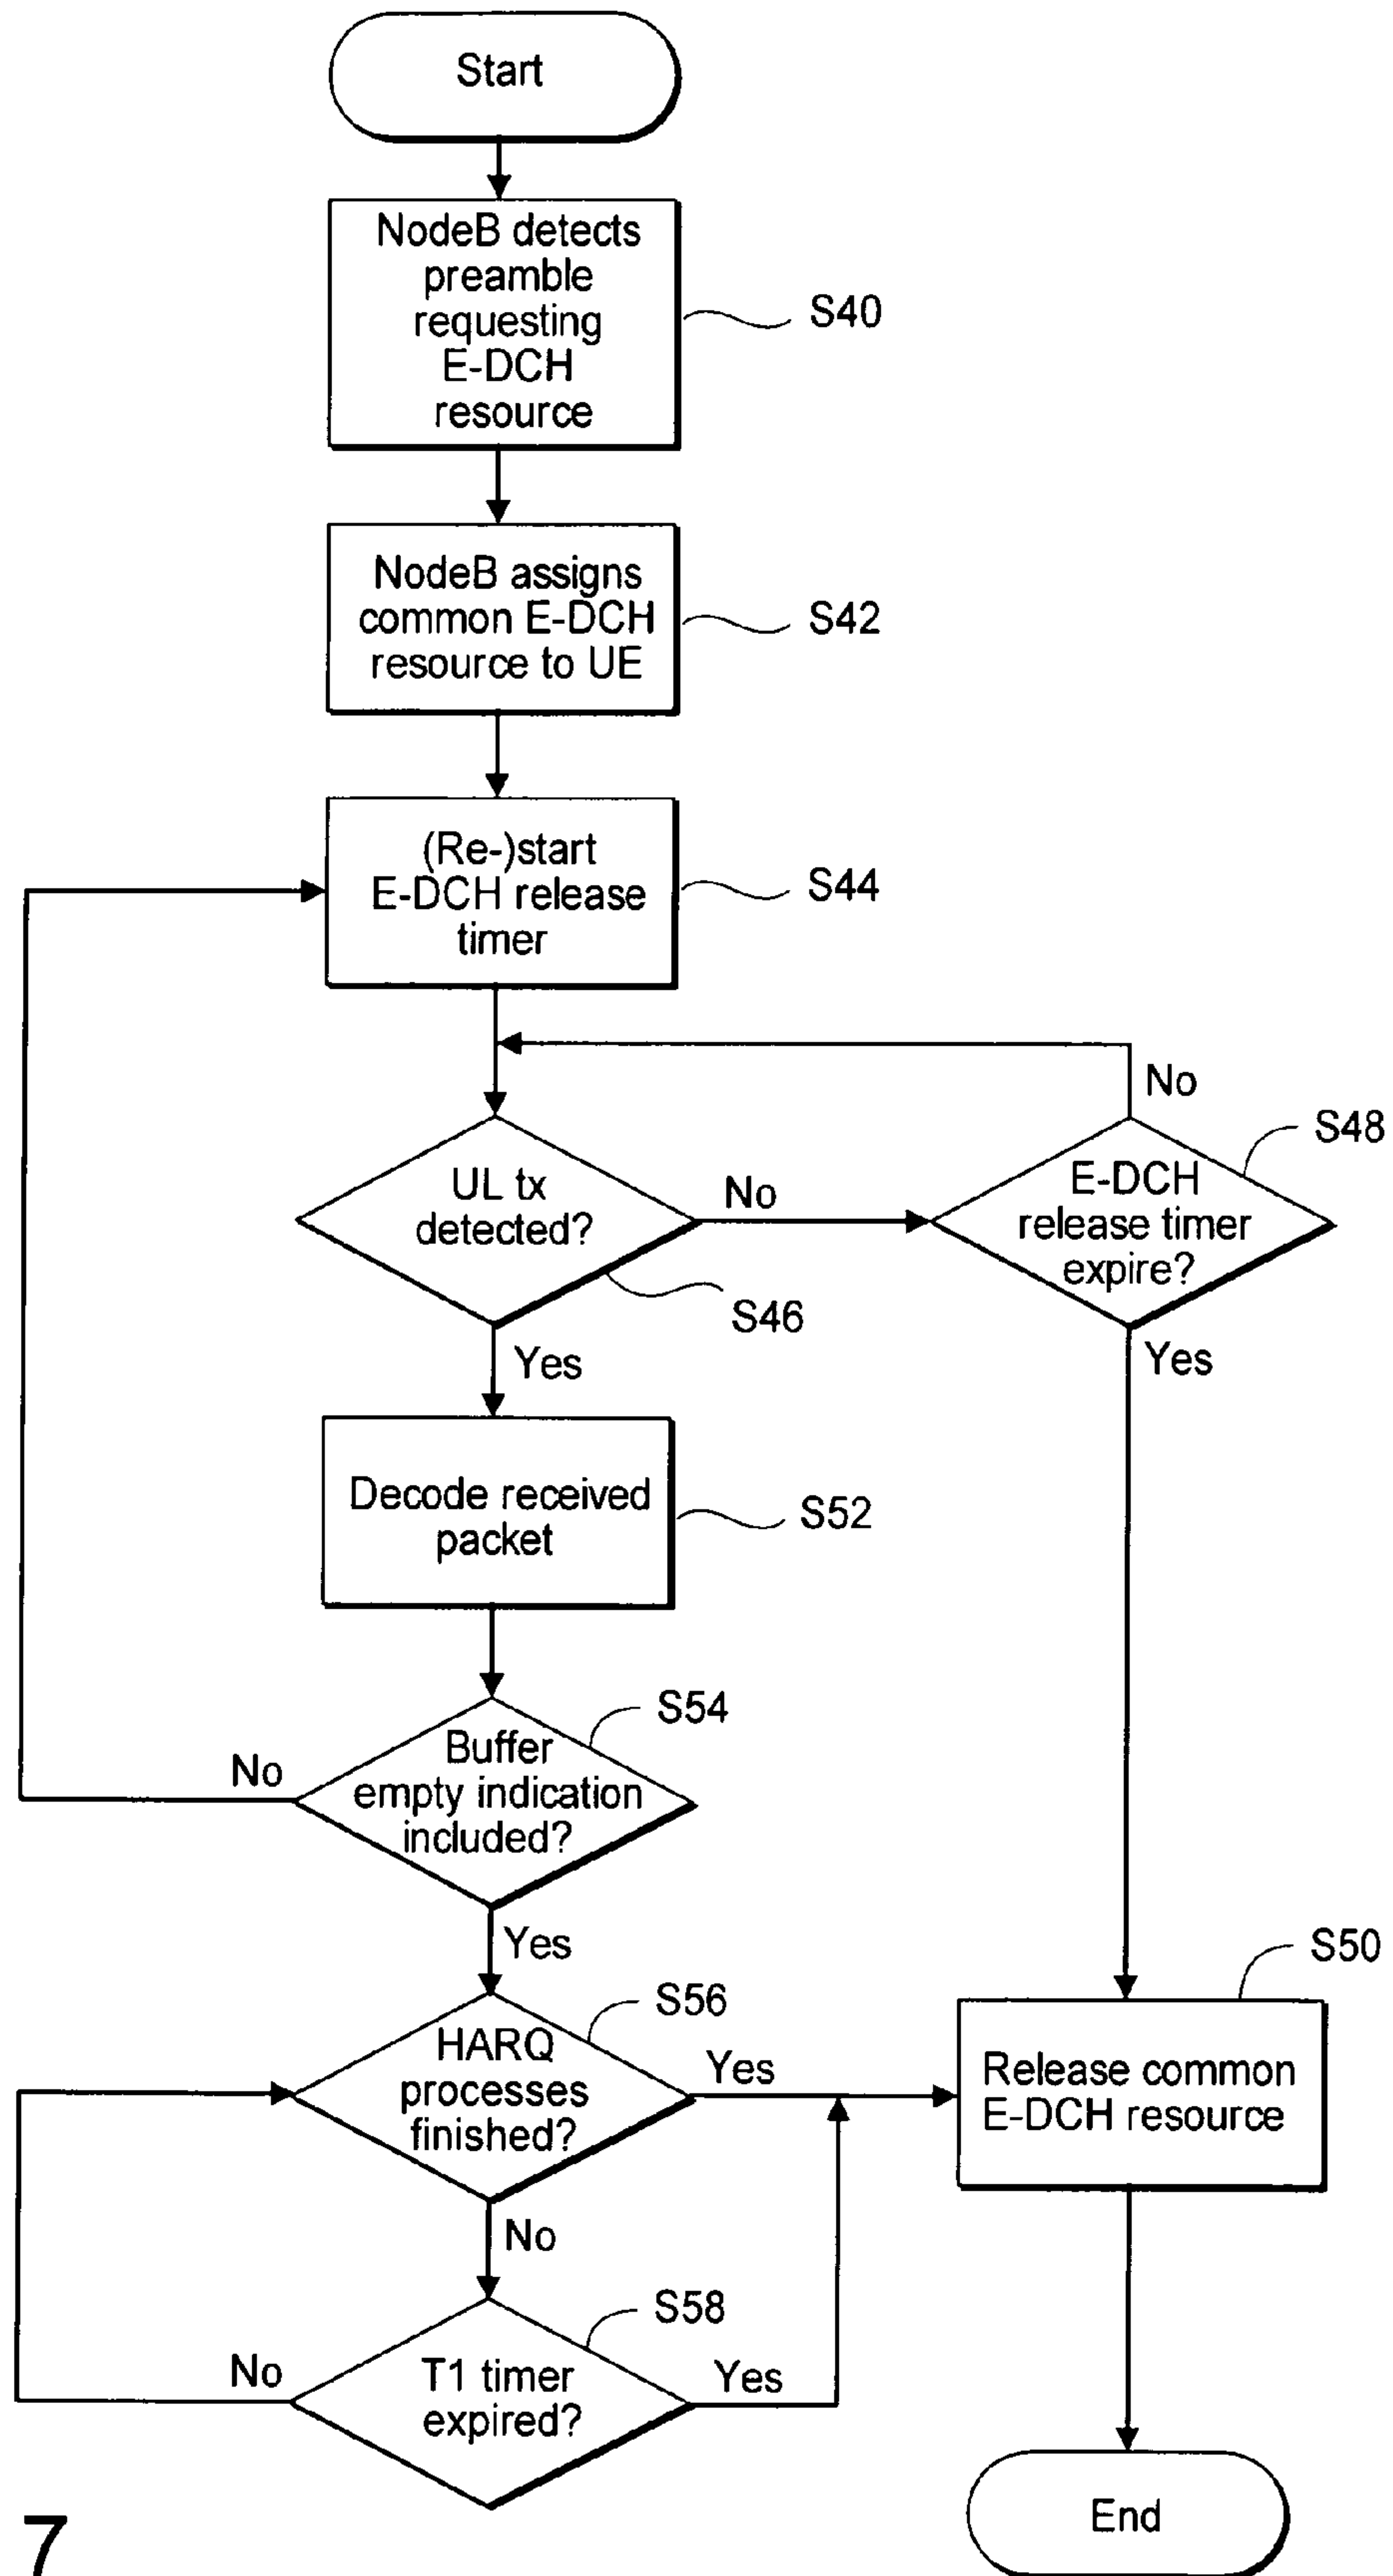 Start
NodeB detects
preamble
requesting
E-DCH
resource
S40
NodeB assigns
common E-DCH
resource to UE
S42
(Re-)start
E-DCH release
timer
S44
No
S48
UL tx
detected?
No
E-DCH
release timer
expire?
S46
Yes
Yes
Decode received
packet
S52
S54
Buffer
empty indication
included?
No
Yes
S50
S56
HARQ
processes
finished?
Yes
Release common
E-DCH resource
No
S58
T1 timer
expired?
No
Yes
End
7